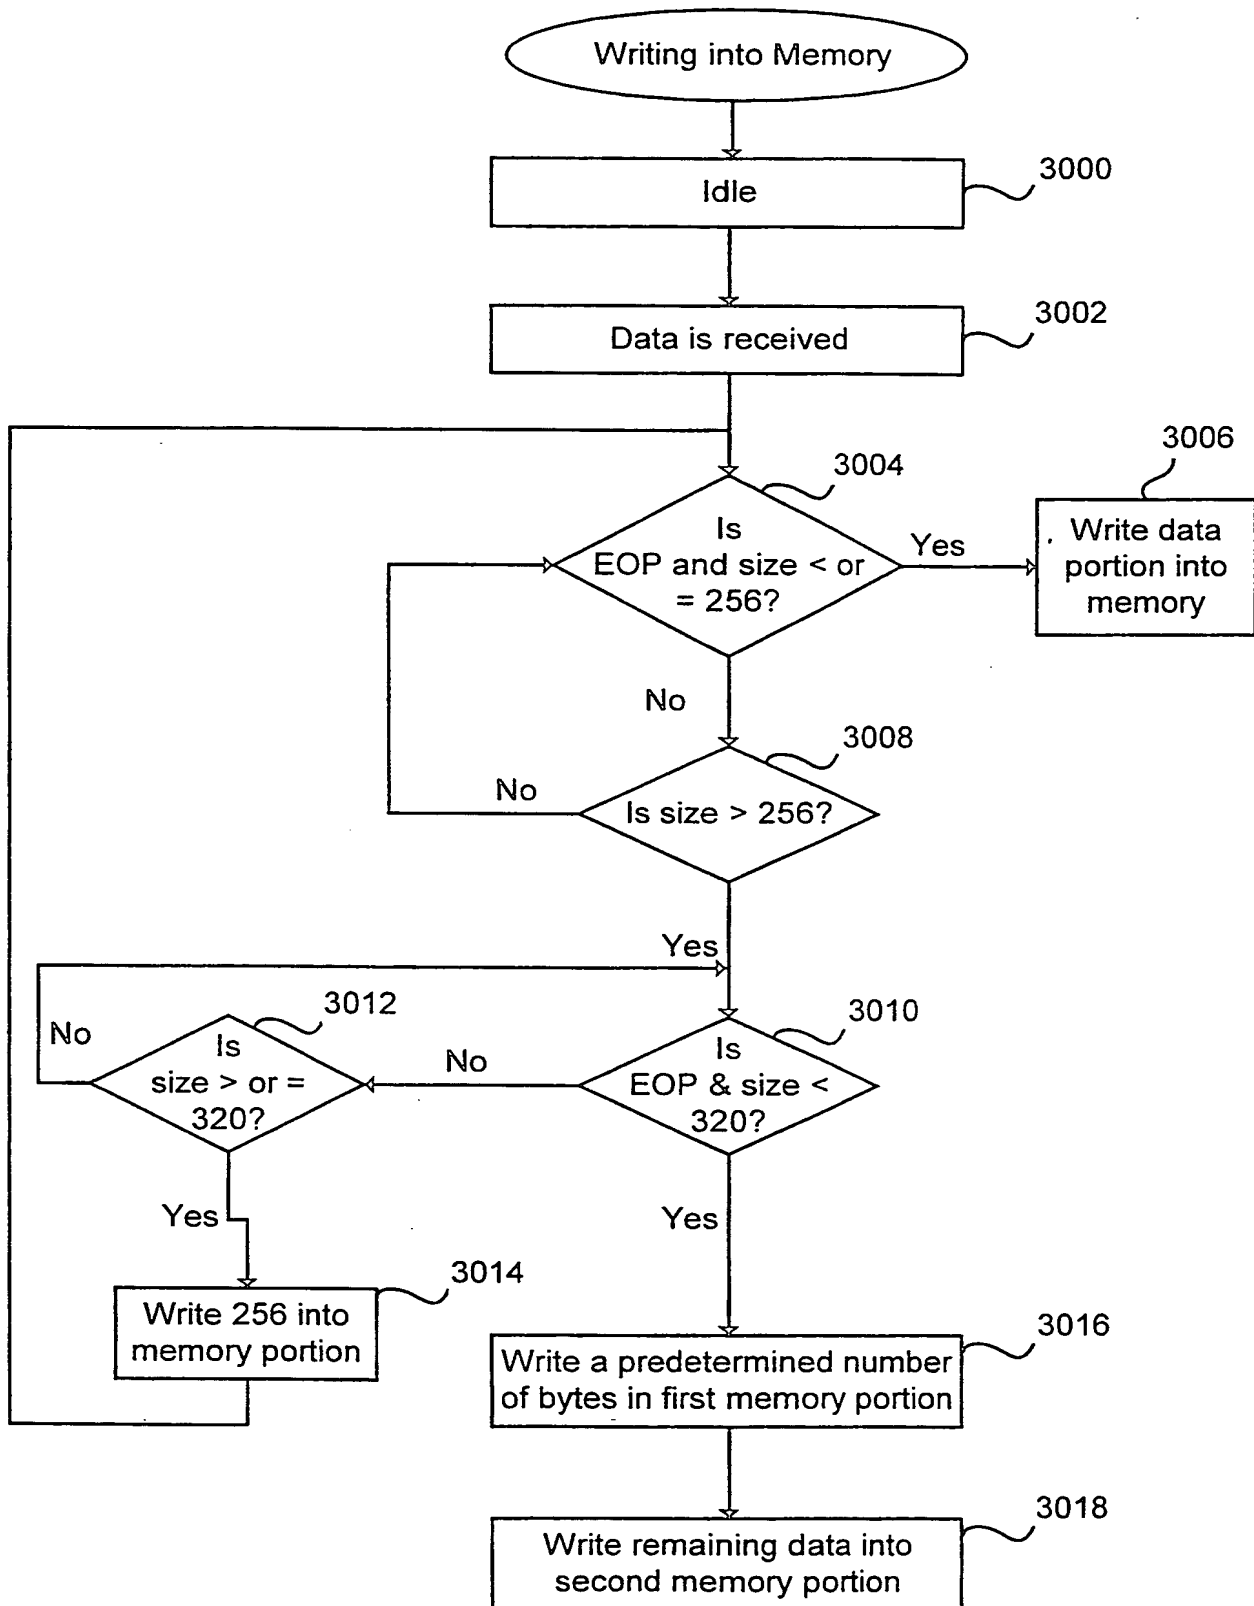 Writing into Memory
3000
Idle
3002
Data is received
3006
3004
Write data
portion into
memory
Is
EOP and size < or
= 256?
Yes
No
3008
Is size > 256?
No
Yes
3012
3010
No
Is
size > or =
320?
No
Is
EOP & size <
320?
Yes
Yes
3014
Write 256 into
memory portion
3016
Write a predetermined number
of bytes in first memory portion
3018
Write remaining data into
second memory portion